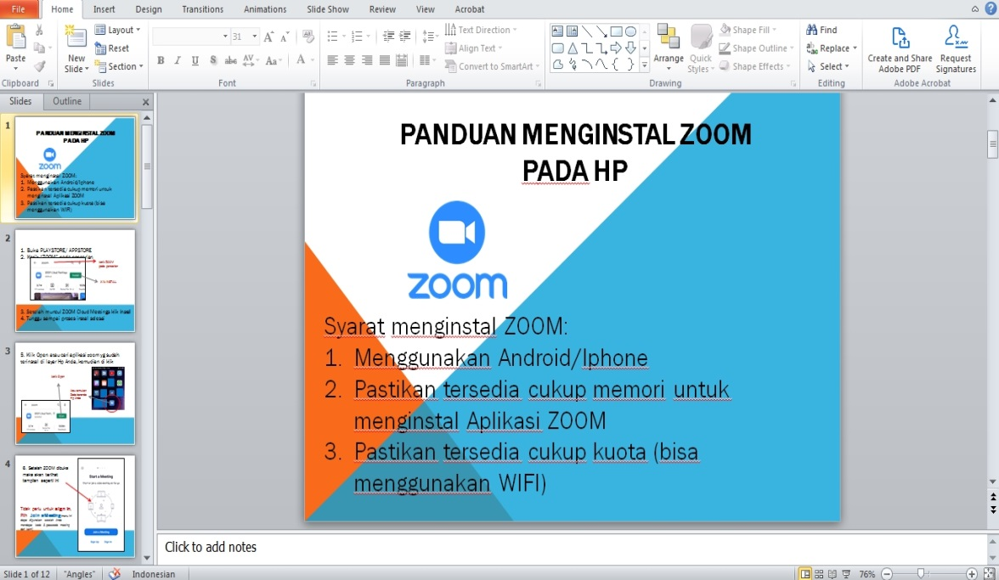 File Home Insert Design Transitions Animations Slide Show Review View Acrobat
Paste
Clipboard
New Slide
Layout
Reset
Section
Slides
31
B I U S abc AV Aa A
Font
Text Direction
Align Text
Convert to SmartArt
Paragraph
Arrange
Quick Styles
Shape Fill
Shape Outline
Shape Effects
Drawing
Find
Replace
Select
Editing
Create and Share Adobe PDF
Request Signatures
Adobe Acrobat
Slides Outline
1
PANDUAN MENGINSTAL ZOOM
PADA HP
zoom
Syarat menginstal ZOOM:
1. Menggunakan Android/Iphone
2. Pastikan tersedia cukup memori untuk
menginstal Aplikasi ZOOM
3. Pastikan tersedia cukup kuota (bisa
menggunakan WIFI)
2
1. Buka PLAYSTORE/ APPSTORE
3. Setelah muncul ZOOM Cloud Meetings klik Instal
4. Tunggu sampai proses instal selesai
3
5. Klik Open atau cari aplikasi zoom yg sudah
terinstal di layar Hp Anda, kemudian di klik
4
6. Setelah ZOOM dibuka
maka akan terlihat
tampilan seperti ini
Start a Meeting
Tidak perlu untuk sign in.
Pilih Join a Meeting
PANDUAN MENGINSTAL ZOOM
PADA HP
zoom
Syarat menginstal ZOOM:
1. Menggunakan Android/Iphone
2. Pastikan tersedia cukup memori untuk
menginstal Aplikasi ZOOM
3. Pastikan tersedia cukup kuota (bisa
menggunakan WIFI)
Click to add notes
Slide 1 of 12 "Angles" Indonesian 76%